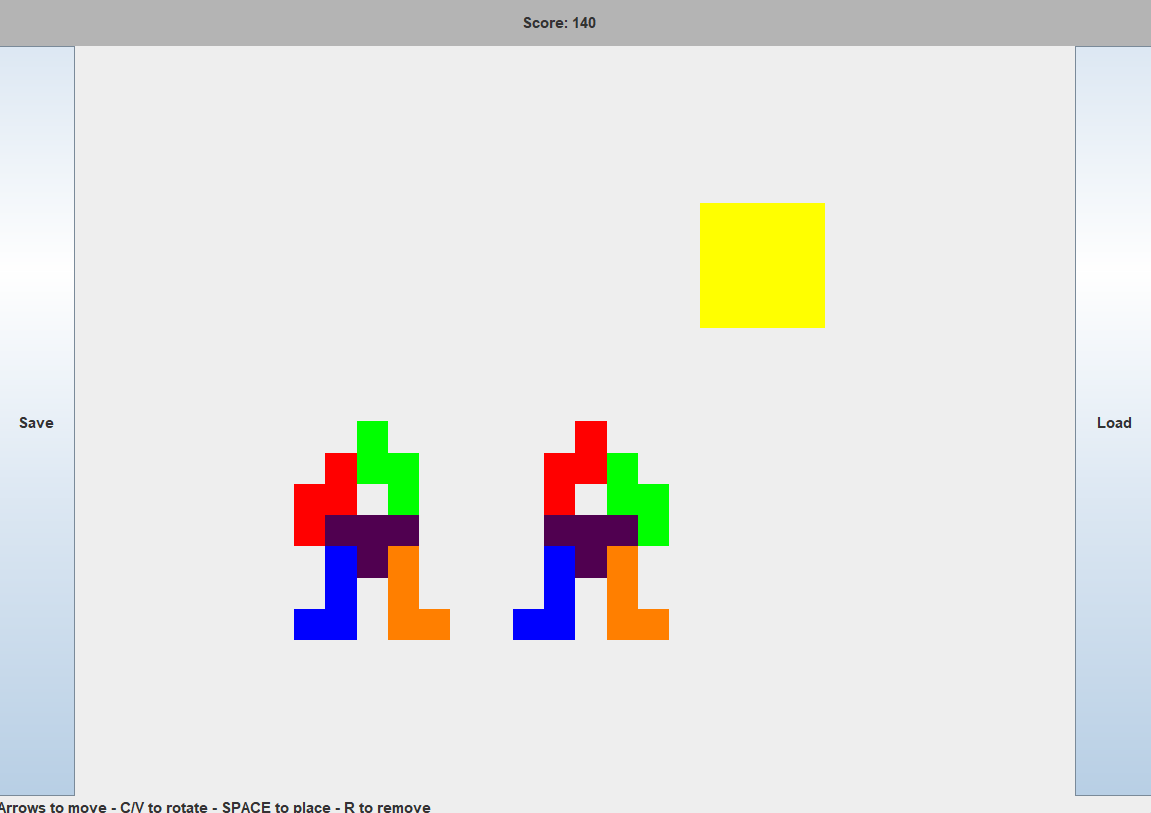 Score: 140
Save
Load
Arrows to move - C/V to rotate - SPACE to place - R to remove